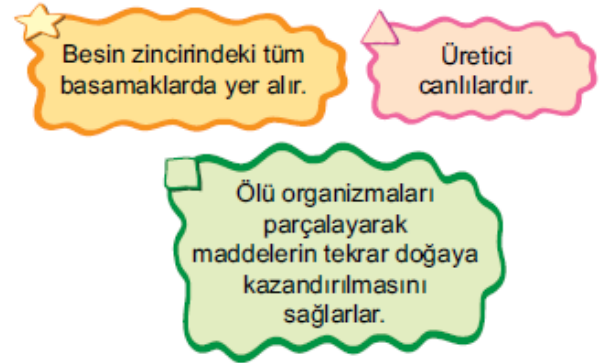 Besin zincirindeki tüm
basamaklarda yer alır.
Üretici
canlılardır.
Ölü organizmaları
parçalayarak
maddelerin tekrar doğaya
kazandırılmasını
sağlarlar.